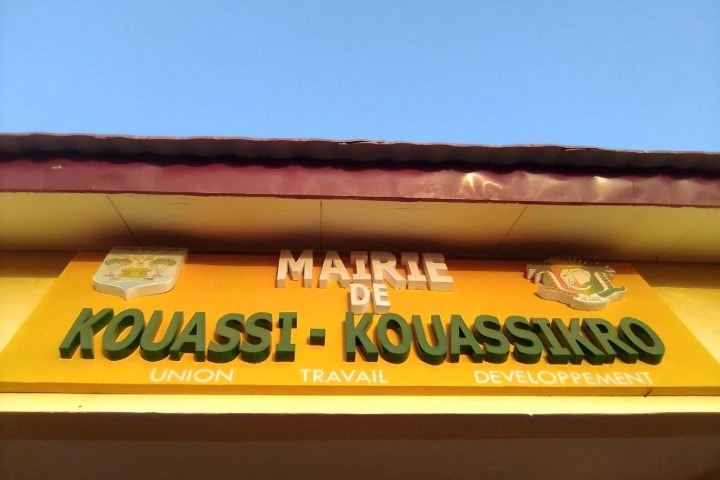 MAIRIE
DE
KOUASSI - KOUASSIKRO
UNION TRAVAIL DEVELOPPEMENT